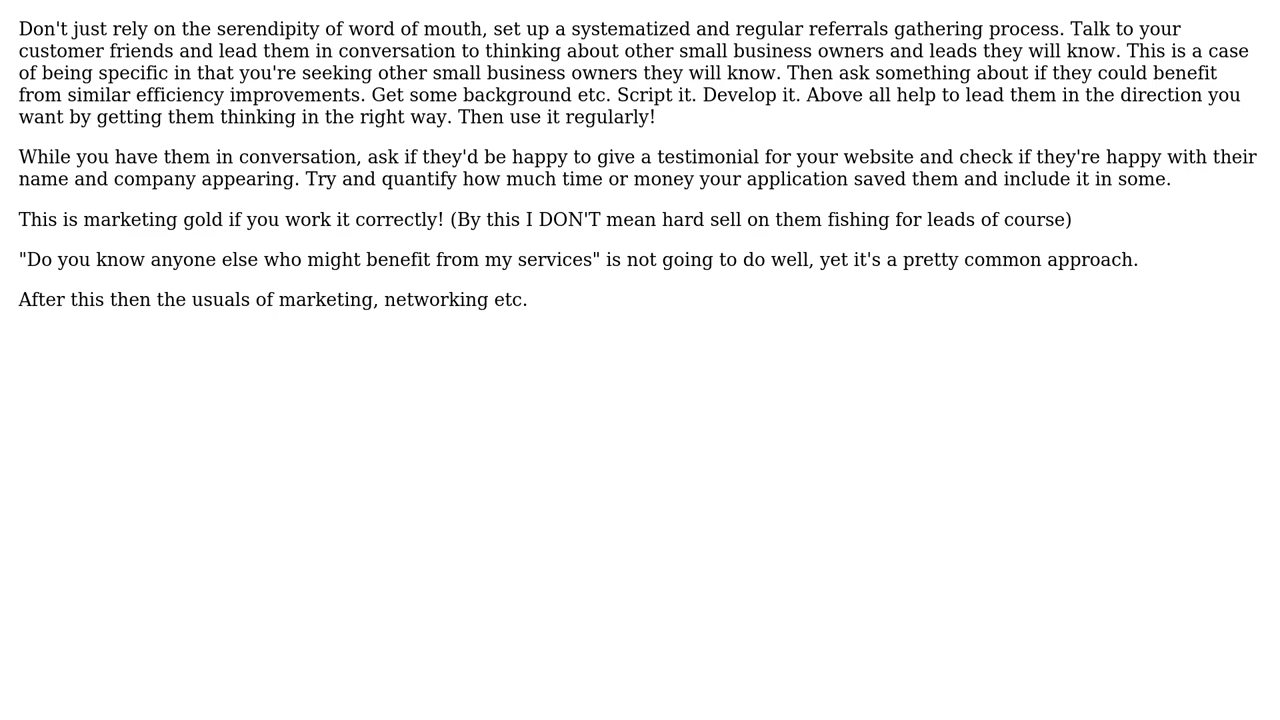 Don't just rely on the serendipity of word of mouth, set up a systematized and regular referrals gathering process. Talk to your
customer friends and lead them in conversation to thinking about other small business owners and leads they will know. This is a case
of being specific in that you're seeking other small business owners they will know. Then ask something about if they could benefit
from similar efficiency improvements. Get some background etc. Script it. Develop it. Above all help to lead them in the direction you
want by getting them thinking in the right way. Then use it regularly!
While you have them in conversation, ask if they'd be happy to give a testimonial for your website and check if they're happy with their
name and company appearing. Try and quantify how much time or money your application saved them and include it in some.
This is marketing gold if you work it correctly! (By this I DON'T mean hard sell on them fishing for leads of course)
"Do you know anyone else who might benefit from my services" is not going to do well, yet it's a pretty common approach.
After this then the usuals of marketing, networking etc.